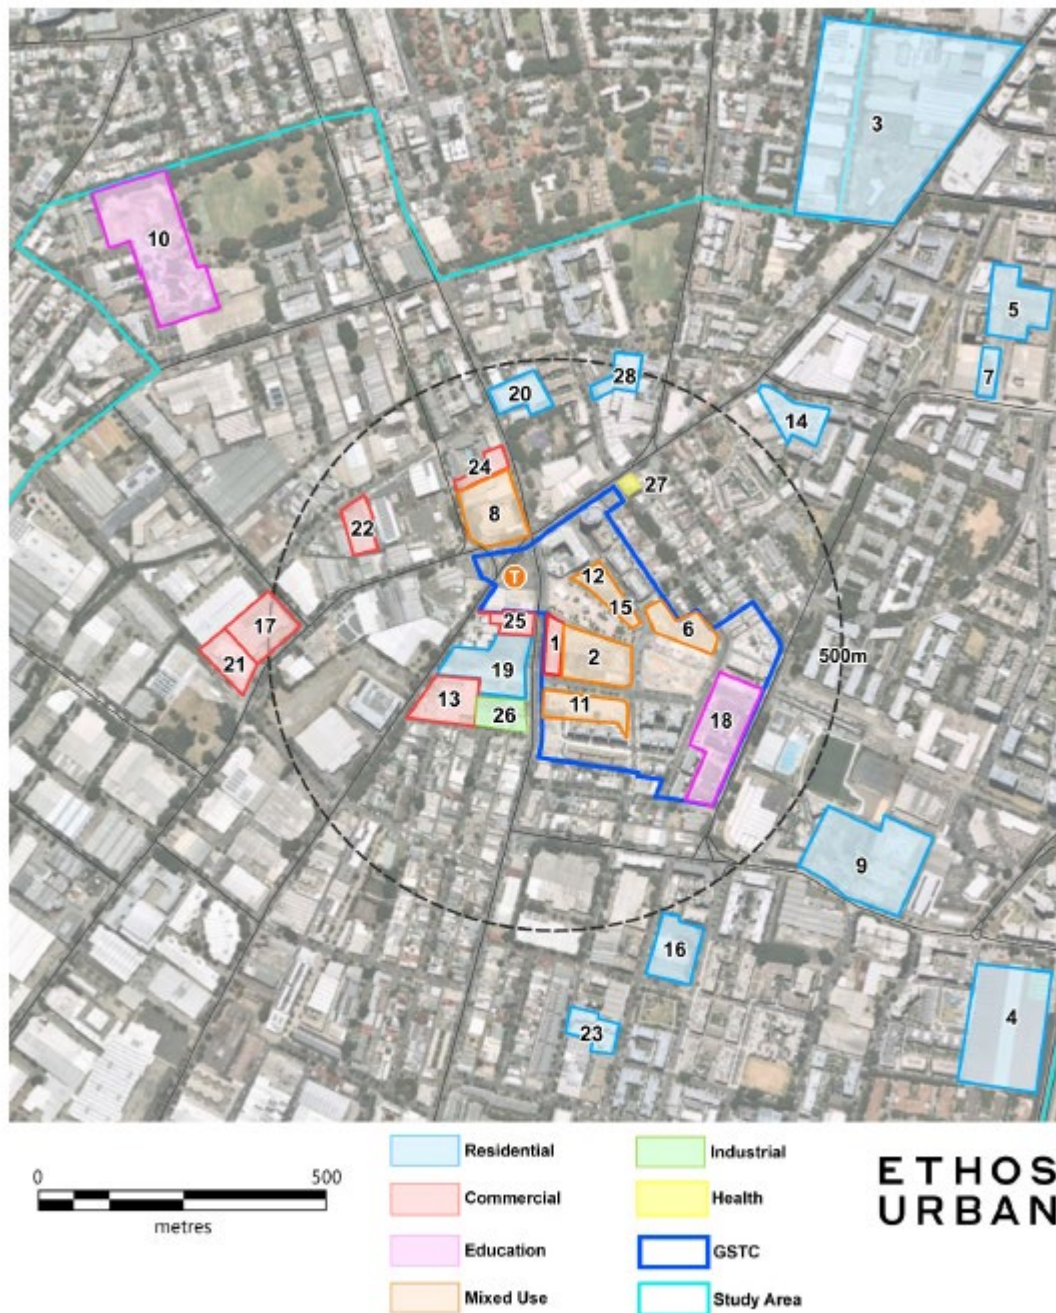 3
10
5
7
28
20
14
24
27
8
22
T
12
15
25
6
17
1
2
500m
21
19
13
11
18
26
9
16
4
23
0 500
metres
Residential
Commercial
Education
Mixed Use
Industrial
Health
GSTC
Study Area
ETHOS
URBAN